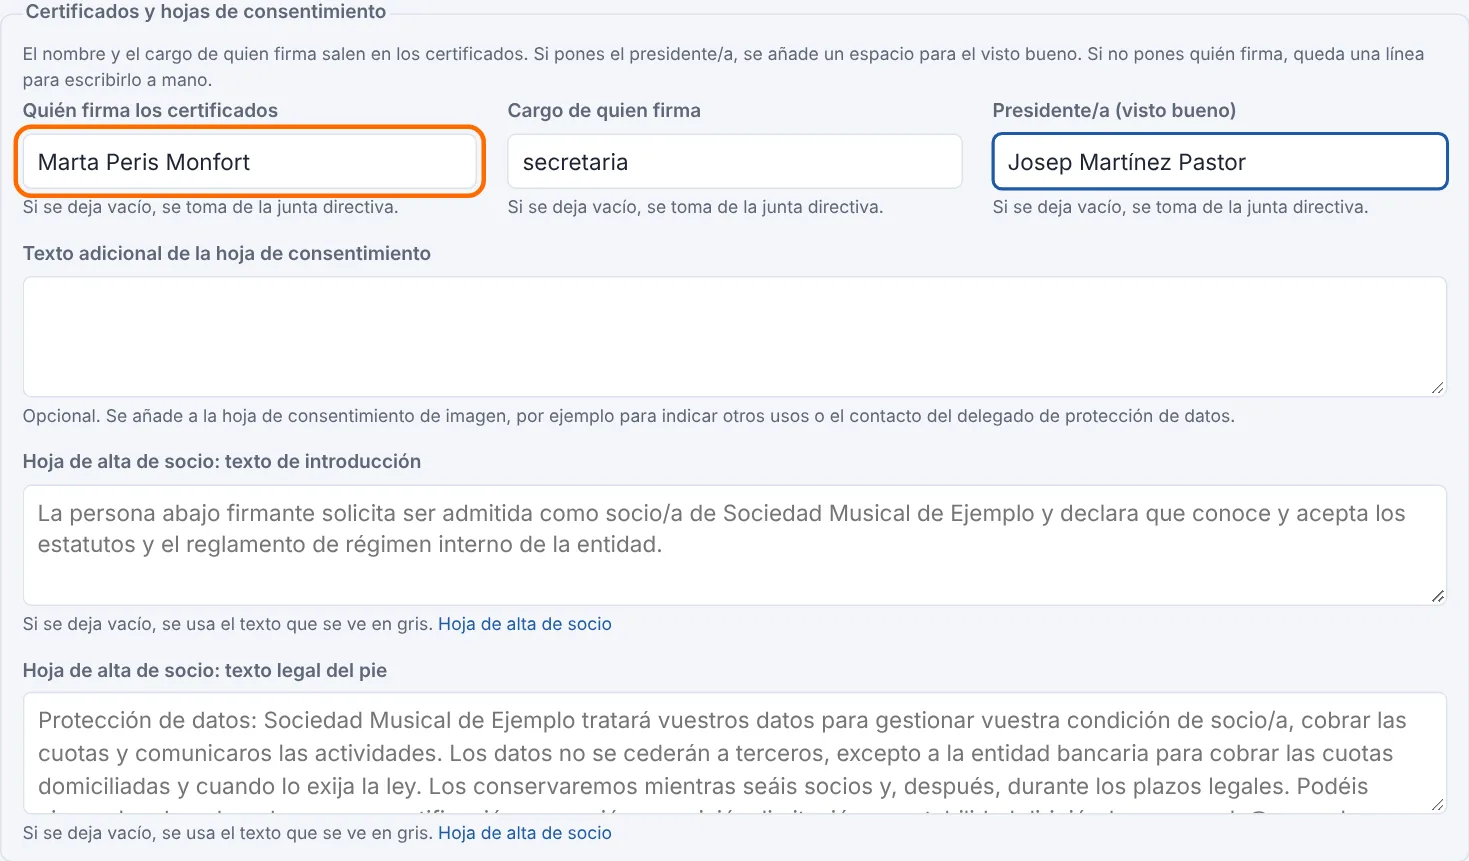 Certificados y hojas de consentimiento
El nombre y el cargo de quien firma salen en los certificados. Si pones el presidente/a, se añade un espacio para el visto bueno. Si no pones quién firma, queda una línea
para escribirlo a mano.
Quién firma los certificados
Cargo de quien firma
Presidente/a (visto bueno)
Marta Peris Monfort
secretaria
Josep Martínez Pastor
Si se deja vacío, se toma de la junta directiva.
Si se deja vacío, se toma de la junta directiva.
Si se deja vacío, se toma de la junta directiva.
Texto adicional de la hoja de consentimiento
Opcional. Se añade a la hoja de consentimiento de imagen, por ejemplo para indicar otros usos o el contacto del delegado de protección de datos.
Hoja de alta de socio: texto de introducción
La persona abajo firmante solicita ser admitida como socio/a de Sociedad Musical de Ejemplo y declara que conoce y acepta los
estatutos y el reglamento de régimen interno de la entidad.
Si se deja vacío, se usa el texto que se ve en gris. Hoja de alta de socio
Hoja de alta de socio: texto legal del pie
Protección de datos: Sociedad Musical de Ejemplo tratará vuestros datos para gestionar vuestra condición de socio/a, cobrar las
cuotas y comunicaros las actividades. Los datos no se cederán a terceros, excepto a la entidad bancaria para cobrar las cuotas
domiciliadas y cuando lo exija la ley. Los conservaremos mientras seáis socios y, después, durante los plazos legales. Podéis
Si se deja vacío, se usa el texto que se ve en gris. Hoja de alta de socio